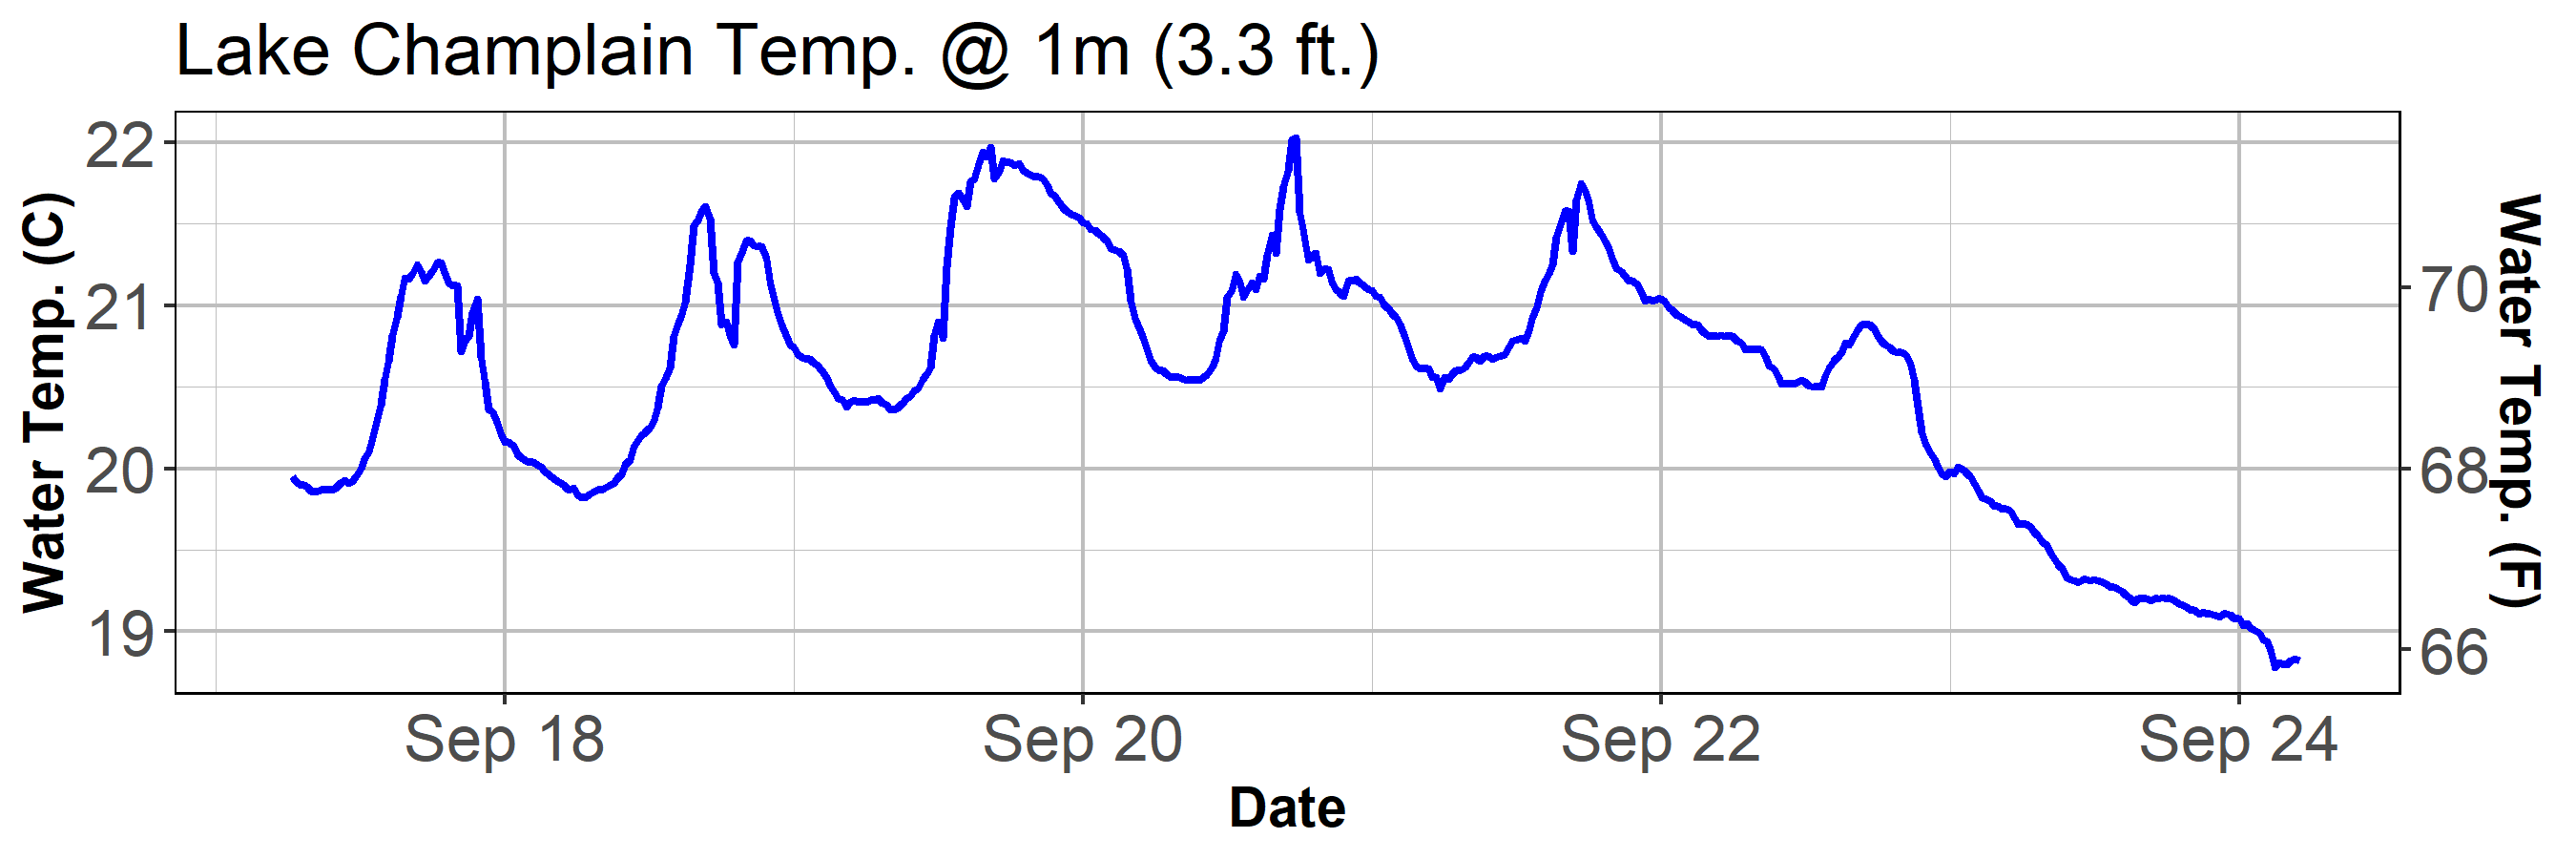 Lake Champlain Temp. @ 1m (3.3 ft.)
Water Temp. (C)
22
21
20
19
70
68
66
Water Temp. (F)
Sep 18 Sep 20 Sep 22 Sep 24
Date